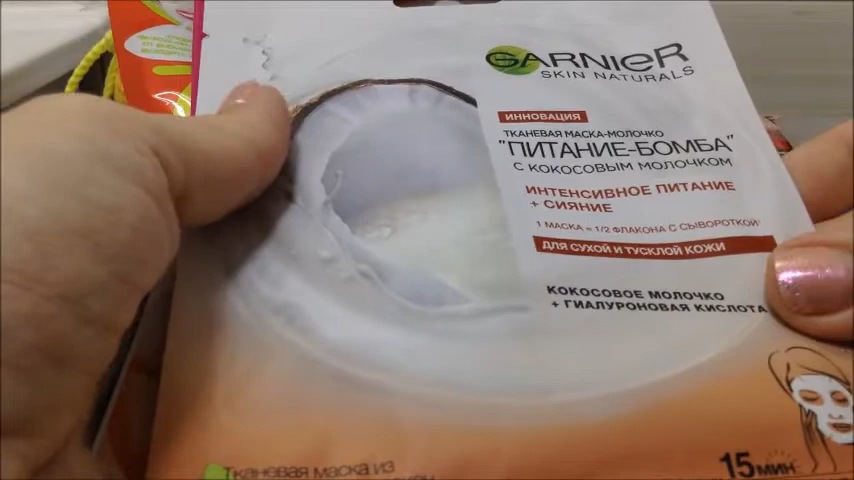 GARNIER
SKIN NATURALS
ИННОВАЦИЯ
ТКАНЕВАЯ МАСКА-МОЛОЧКО
"ПИТАНИЕ-БОМБА"
С КОКОСОВЫМ МОЛОЧКОМ
ИНТЕНСИВНОЕ ПИТАНИЕ
+ СИЯНИЕ
1 МАСКА = 1/2 ФЛАКОНА С СЫВОРОТКОЙ
ДЛЯ СУХОЙ И ТУСКЛОЙ КОЖИ
КОКОСОВОЕ МОЛОЧКО
+ ГИАЛУРОНОВАЯ КИСЛОТА
Тканевая маска из
15 мин